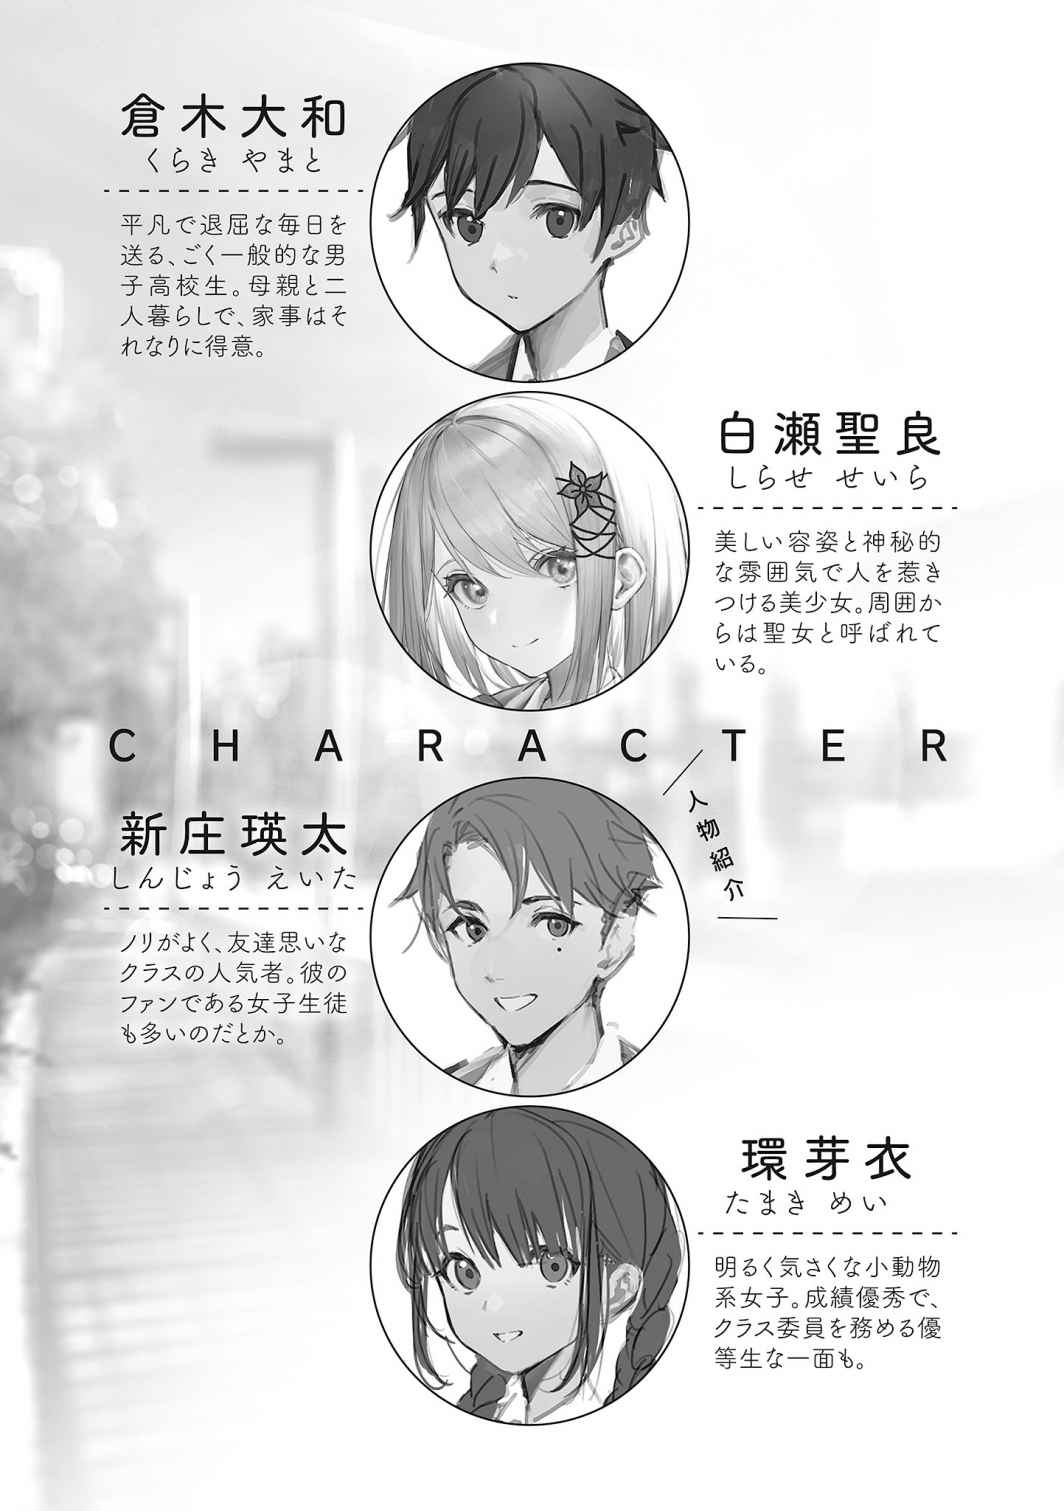 倉木大和
くらき やまと
平凡で退屈な毎日を
送る、ごく一般的な男
子高校生。母親と二
人暮らしで、家事はそ
れなりに得意。
白瀬聖良
しらせ せいら
美しい容姿と神秘的
な雰囲気で人を惹き
つける美少女。周囲か
らは聖女と呼ばれて
いる。
CHARACTER
人物紹介
新庄瑛太
しんじょう えいた
ノリがよく、友達思いな
クラスの人気者。彼の
ファンである女子生徒
も多いのだとか。
環芽衣
たまき めい
明るく気さくな小動物
系女子。成績優秀で、
クラス委員を務める優
等生な一面も。